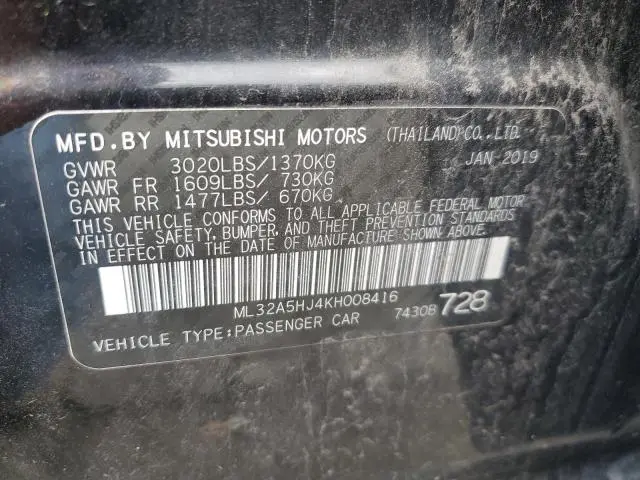 MFD.BY MITSUBISHI MOTORS (THAILAND)CO.,LTD.
GVWR 3020LBS/1370KG JAN 2019
GAWR FR 1609LBS/ 730KG
GAWR RR 1477LBS/ 670KG
THIS VEHICLE CONFORMS TO ALL APPLICABLE FEDERAL MOTOR
VEHICLE SAFETY, BUMPER, AND THEFT PREVENTION STANDARDS
IN EFFECT ON THE DATE OF MANUFACTURE SHOWN ABOVE.
ML32A5HJ4KH008416
VEHICLE TYPE:PASSENGER CAR 7430B 728